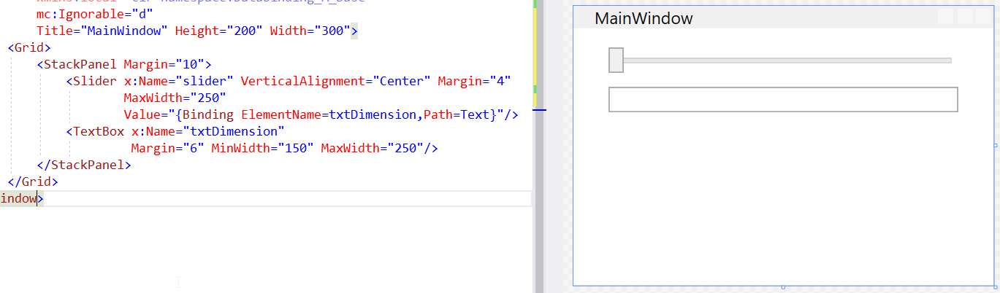 mc:Ignorable="d"
Title="MainWindow" Height="200" Width="300">
<Grid>
<StackPanel Margin="10">
<Slider x:Name="slider" VerticalAlignment="Center" Margin="4"
MaxWidth="250"
Value="{Binding ElementName=txtDimension,Path=Text}"/>
<TextBox x:Name="txtDimension"
Margin="6" MinWidth="150" MaxWidth="250"/>
</StackPanel>
</Grid>
indow>
MainWindow